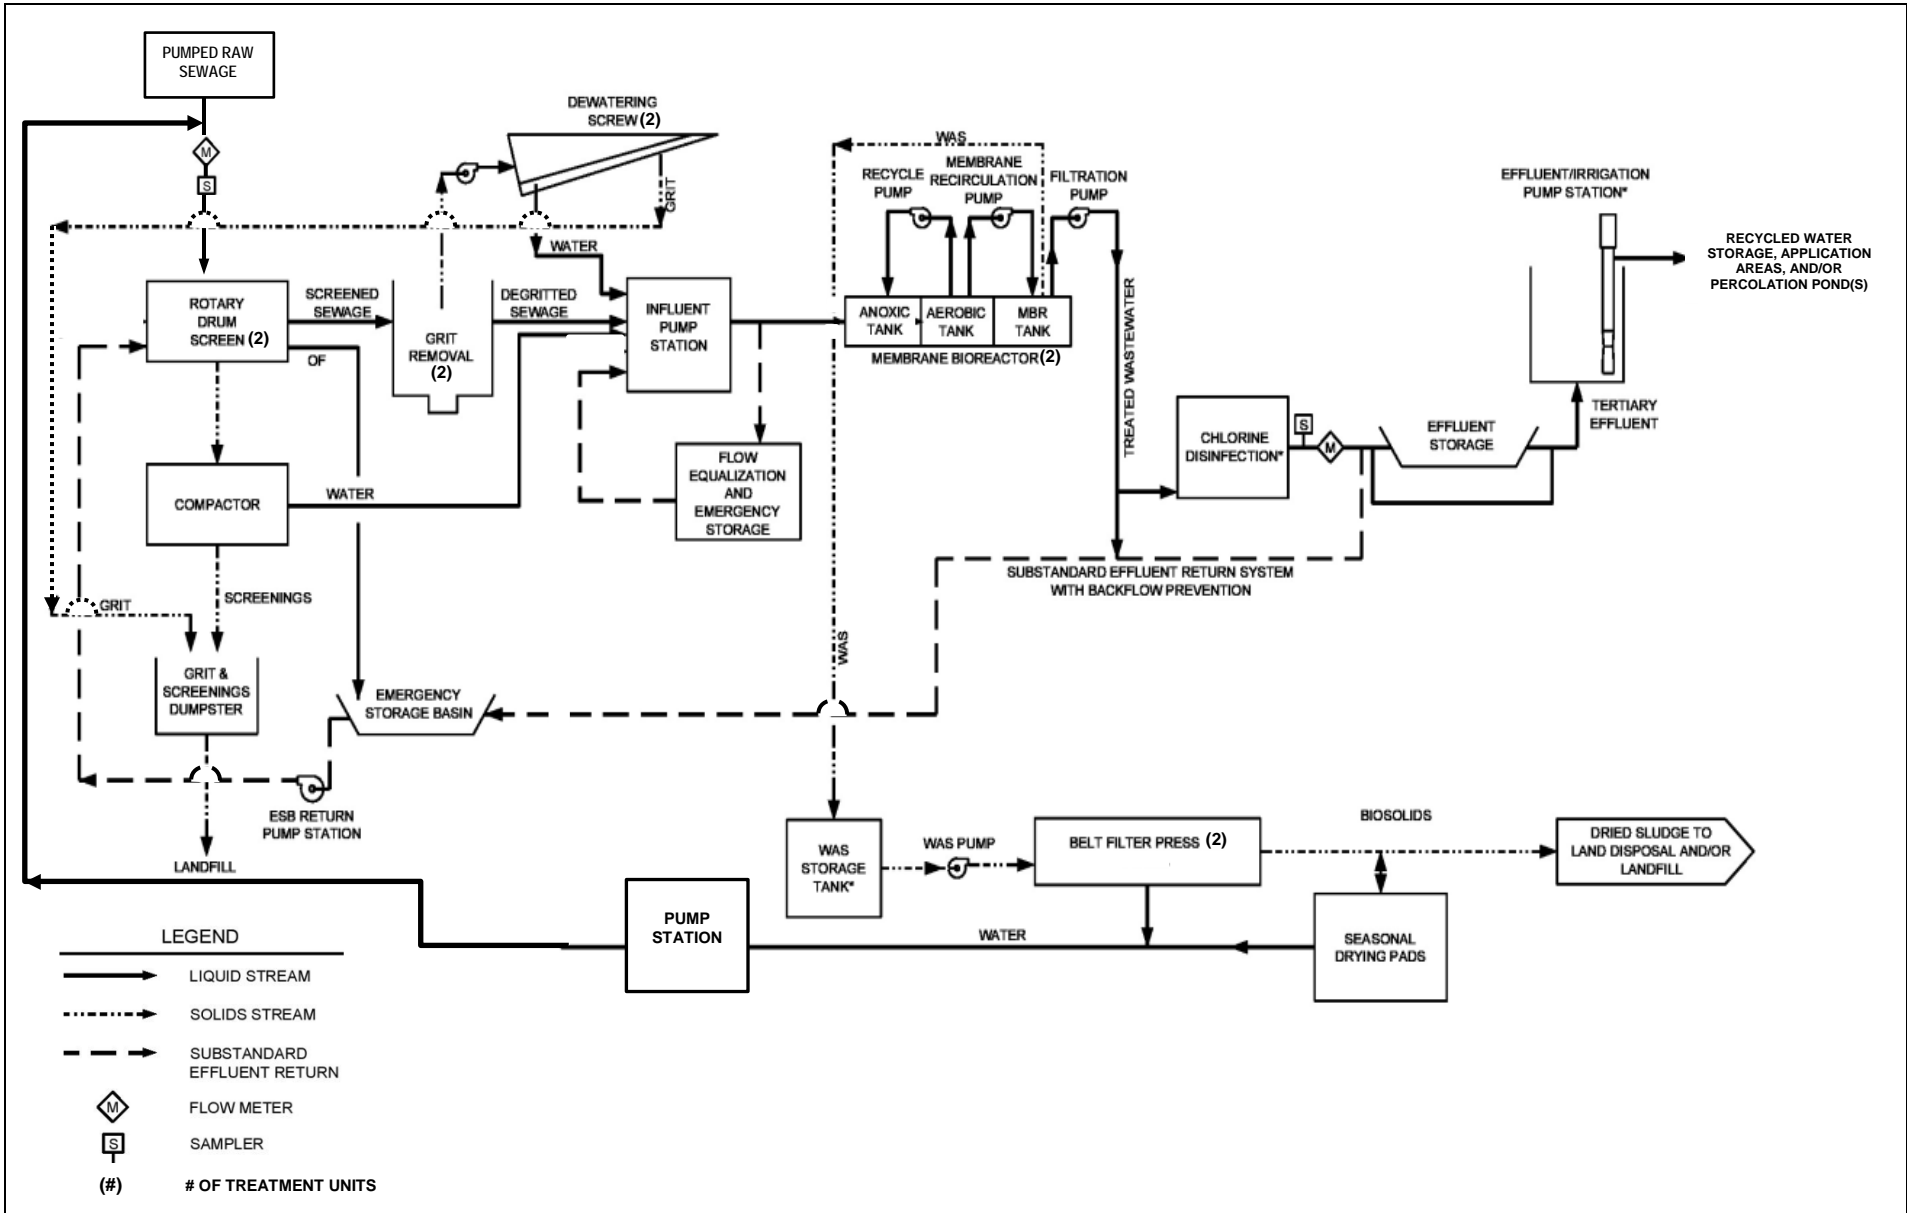 PUMPED RAW
SEWAGE
M
S
DEWATERING
SCREW (2)
GRIT
WATER
ROTARY
DRUM
SCREEN (2)
SCREENED
SEWAGE
OF
GRIT
REMOVAL
(2)
DEGRITTED
SEWAGE
INFLUENT
PUMP
STATION
FLOW
EQUALIZATION
AND
EMERGENCY
STORAGE
COMPACTOR
WATER
SCREENINGS
GRIT
GRIT &
SCREENINGS
DUMPSTER
EMERGENCY
STORAGE BASIN
ESB RETURN
PUMP STATION
LANDFILL
WAS
RECYCLE
PUMP
MEMBRANE
RECIRCULATION
PUMP
FILTRATION
PUMP
ANOXIC
TANK
AEROBIC
TANK
MBR
TANK
MEMBRANE BIOREACTOR (2)
TREATED WASTEWATER
CHLORINE
DISINFECTION*
S
M
EFFLUENT
STORAGE
TERTIARY
EFFLUENT
EFFLUENT/IRRIGATION
PUMP STATION*
RECYCLED WATER
STORAGE, APPLICATION
AREAS, AND/OR
PERCOLATION POND(S)
SUBSTANDARD EFFLUENT RETURN SYSTEM
WITH BACKFLOW PREVENTION
WAS
WAS
STORAGE
TANK*
WAS PUMP
BELT FILTER PRESS (2)
BIOSOLIDS
DRIED SLUDGE TO
LAND DISPOSAL AND/OR
LANDFILL
SEASONAL
DRYING PADS
WATER
PUMP
STATION
LEGEND
LIQUID STREAM
SOLIDS STREAM
SUBSTANDARD
EFFLUENT RETURN
M FLOW METER
S SAMPLER
(#) # OF TREATMENT UNITS